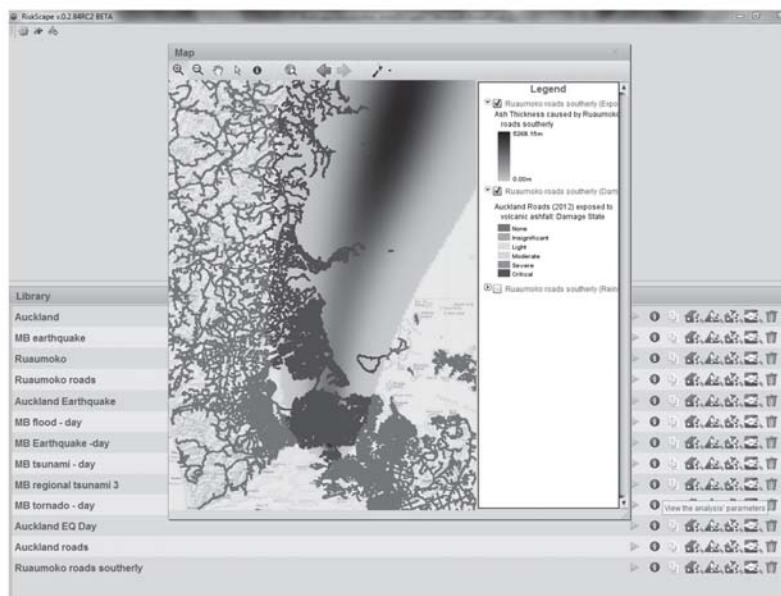 RiskScape v.0.2.84RC2 BETA
Map
Legend
Ruaumoko roads southerly (Expo
Ash Thickness caused by Ruaumoko
roads southerly
5268.15m
0.00m
Ruaumoko roads southerly (Dam
Auckland Roads (2012) exposed to
volcanic ashfall: Damage State
None
Insignificant
Light
Moderate
Severe
Critical
Ruaumoko roads southerly (Rein
Library
Auckland
MB earthquake
Ruaumoko
Ruaumoko roads
Auckland Earthquake
MB flood - day
MB Earthquake -day
MB tsunami - day
MB regional tsunami 3
MB tornado - day
View the analysis' parameters
Auckland EQ Day
Auckland roads
Ruaumoko roads southerly